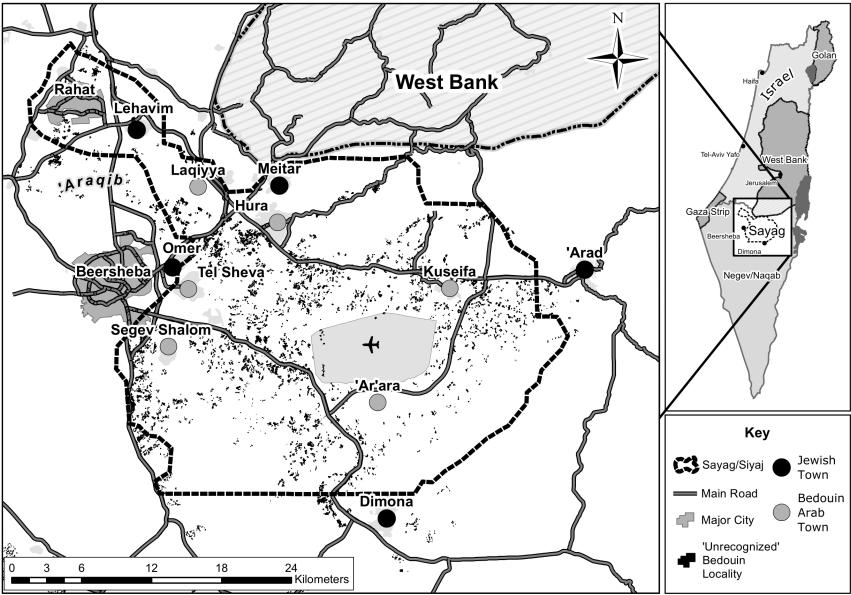 N
West Bank
Rahat
Lehavim
'Araqib
Laqiyya
Meitar
Hura
Omer
'Arad
Beersheba
Tel Sheva
Kuseifa
Segev Shalom
'Ar'ara
Dimona
0 3 6 12 18 24
Kilometers
Golan
Haifa
Israel
Tel-Aviv Yafo
West Bank
Jerusalem
Gaza Strip
Sayag
Beersheba
Dimona
Negev/Naqab
Key
Sayag/Siyaj
Main Road
Major City
'Unrecognized'
Bedouin
Locality
Jewish
Town
Bedouin
Arab
Town